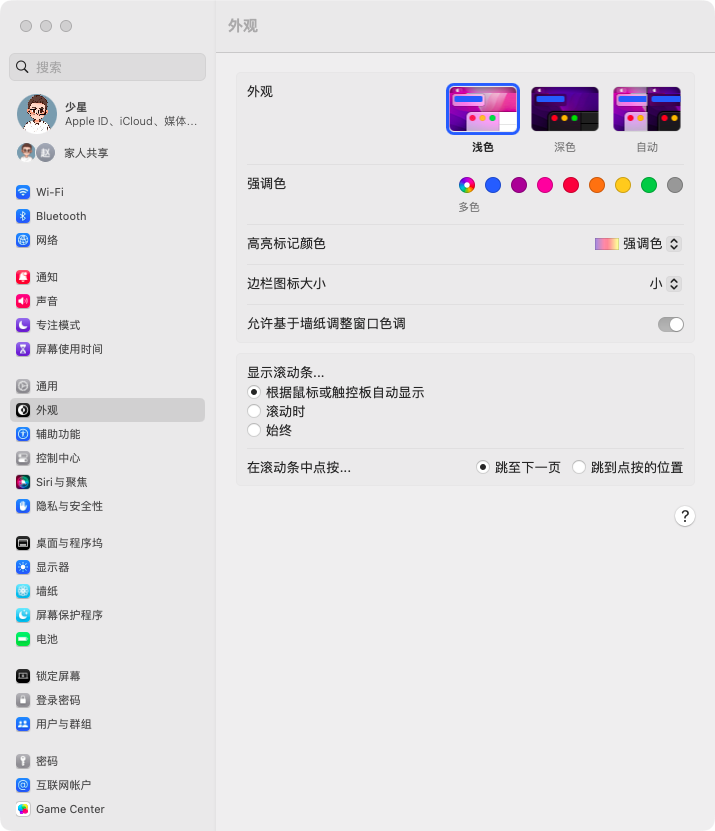 外观
搜索
少星
Apple ID、iCloud、媒体...
赵
家人共享
Wi-Fi
Bluetooth
网络
通知
声音
专注模式
屏幕使用时间
通用
外观
辅助功能
控制中心
Siri与聚焦
隐私与安全性
桌面与程序坞
显示器
墙纸
屏幕保护程序
电池
锁定屏幕
登录密码
用户与群组
密码
互联网帐户
Game Center
外观
浅色
深色
自动
强调色
多色
高亮标记颜色
强调色
边栏图标大小
小
允许基于墙纸调整窗口色调
显示滚动条...
根据鼠标或触控板自动显示
滚动时
始终
在滚动条中点按...
跳至下一页
跳到点按的位置
?